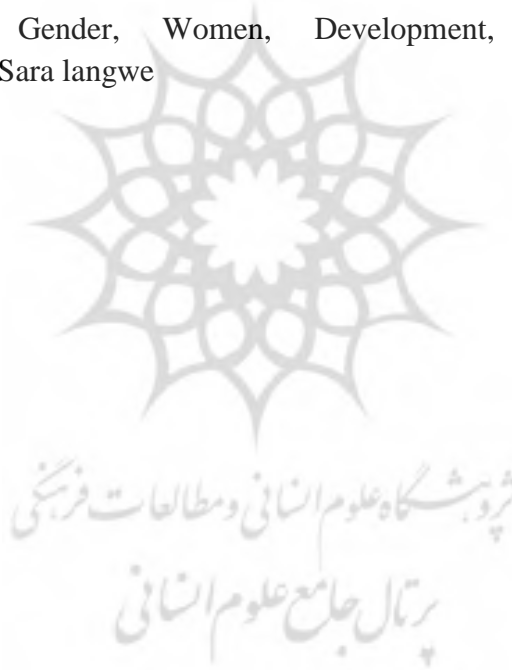 Gender, Women, Development,
Sara langwe
پژوهشگاه علوم انسانی و مطالعات فرهنگی
پرتال جامع علوم انسانی